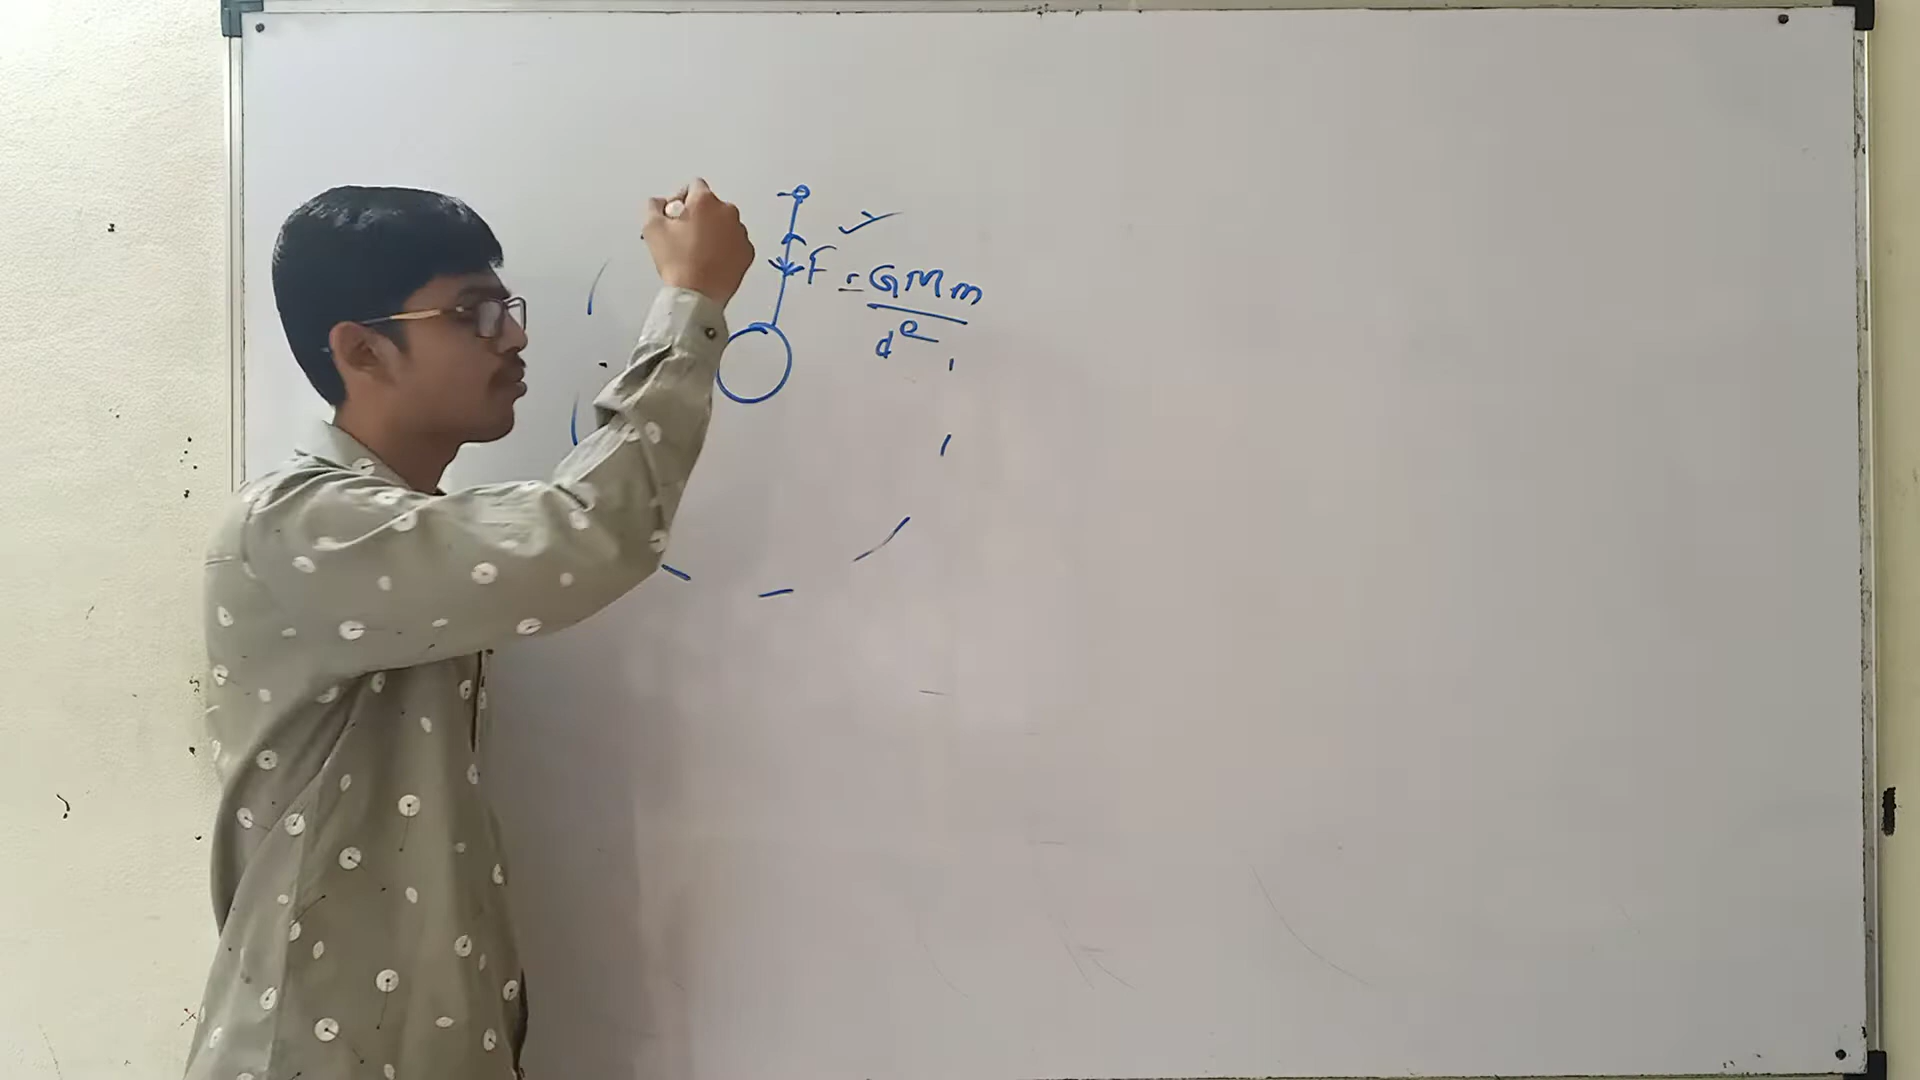 F = GMm
d²